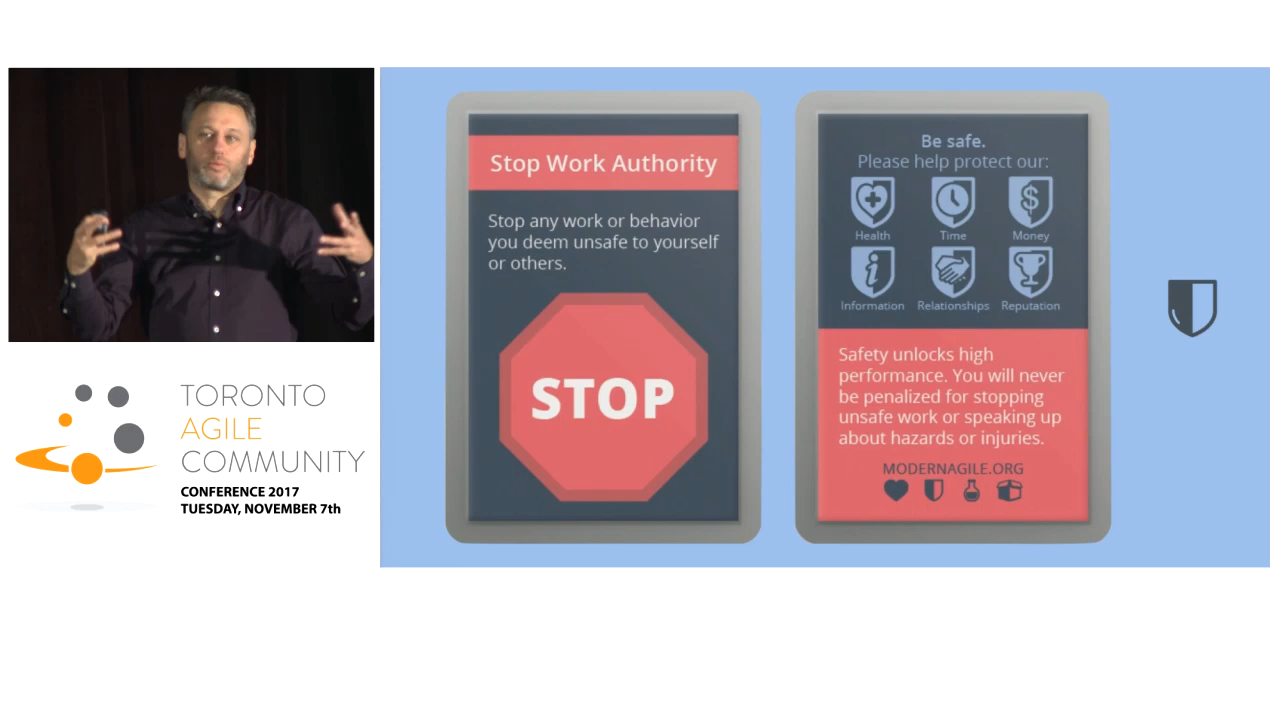 TORONTO
AGILE
COMMUNITY
CONFERENCE 2017
TUESDAY, NOVEMBER 7th
Stop Work Authority
Stop any work or behavior
you deem unsafe to yourself
or others.
STOP
Be safe.
Please help protect our:
Health Time Money
Information Relationships Reputation
Safety unlocks high
performance. You will never
be penalized for stopping
unsafe work or speaking up
about hazards or injuries.
MODERNAGILE.ORG